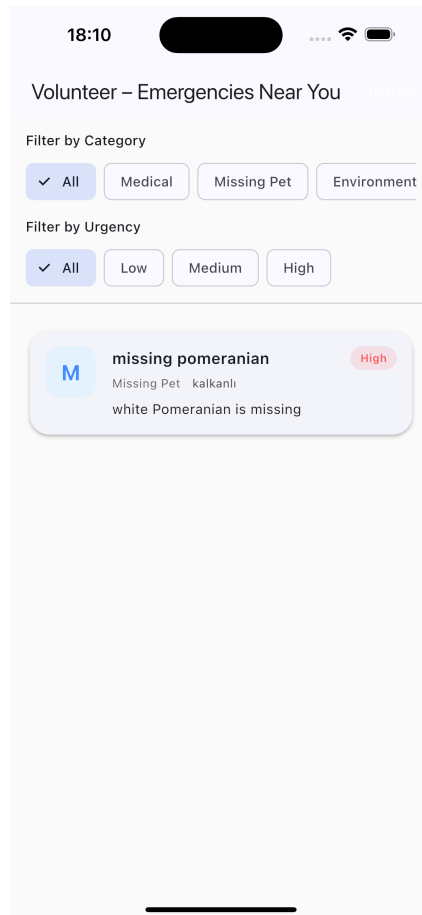 18:10
Volunteer – Emergencies Near You
Filter by Category
All Medical Missing Pet Environment
Filter by Urgency
All Low Medium High
M missing pomeranian High
Missing Pet kalkanlı
white Pomeranian is missing